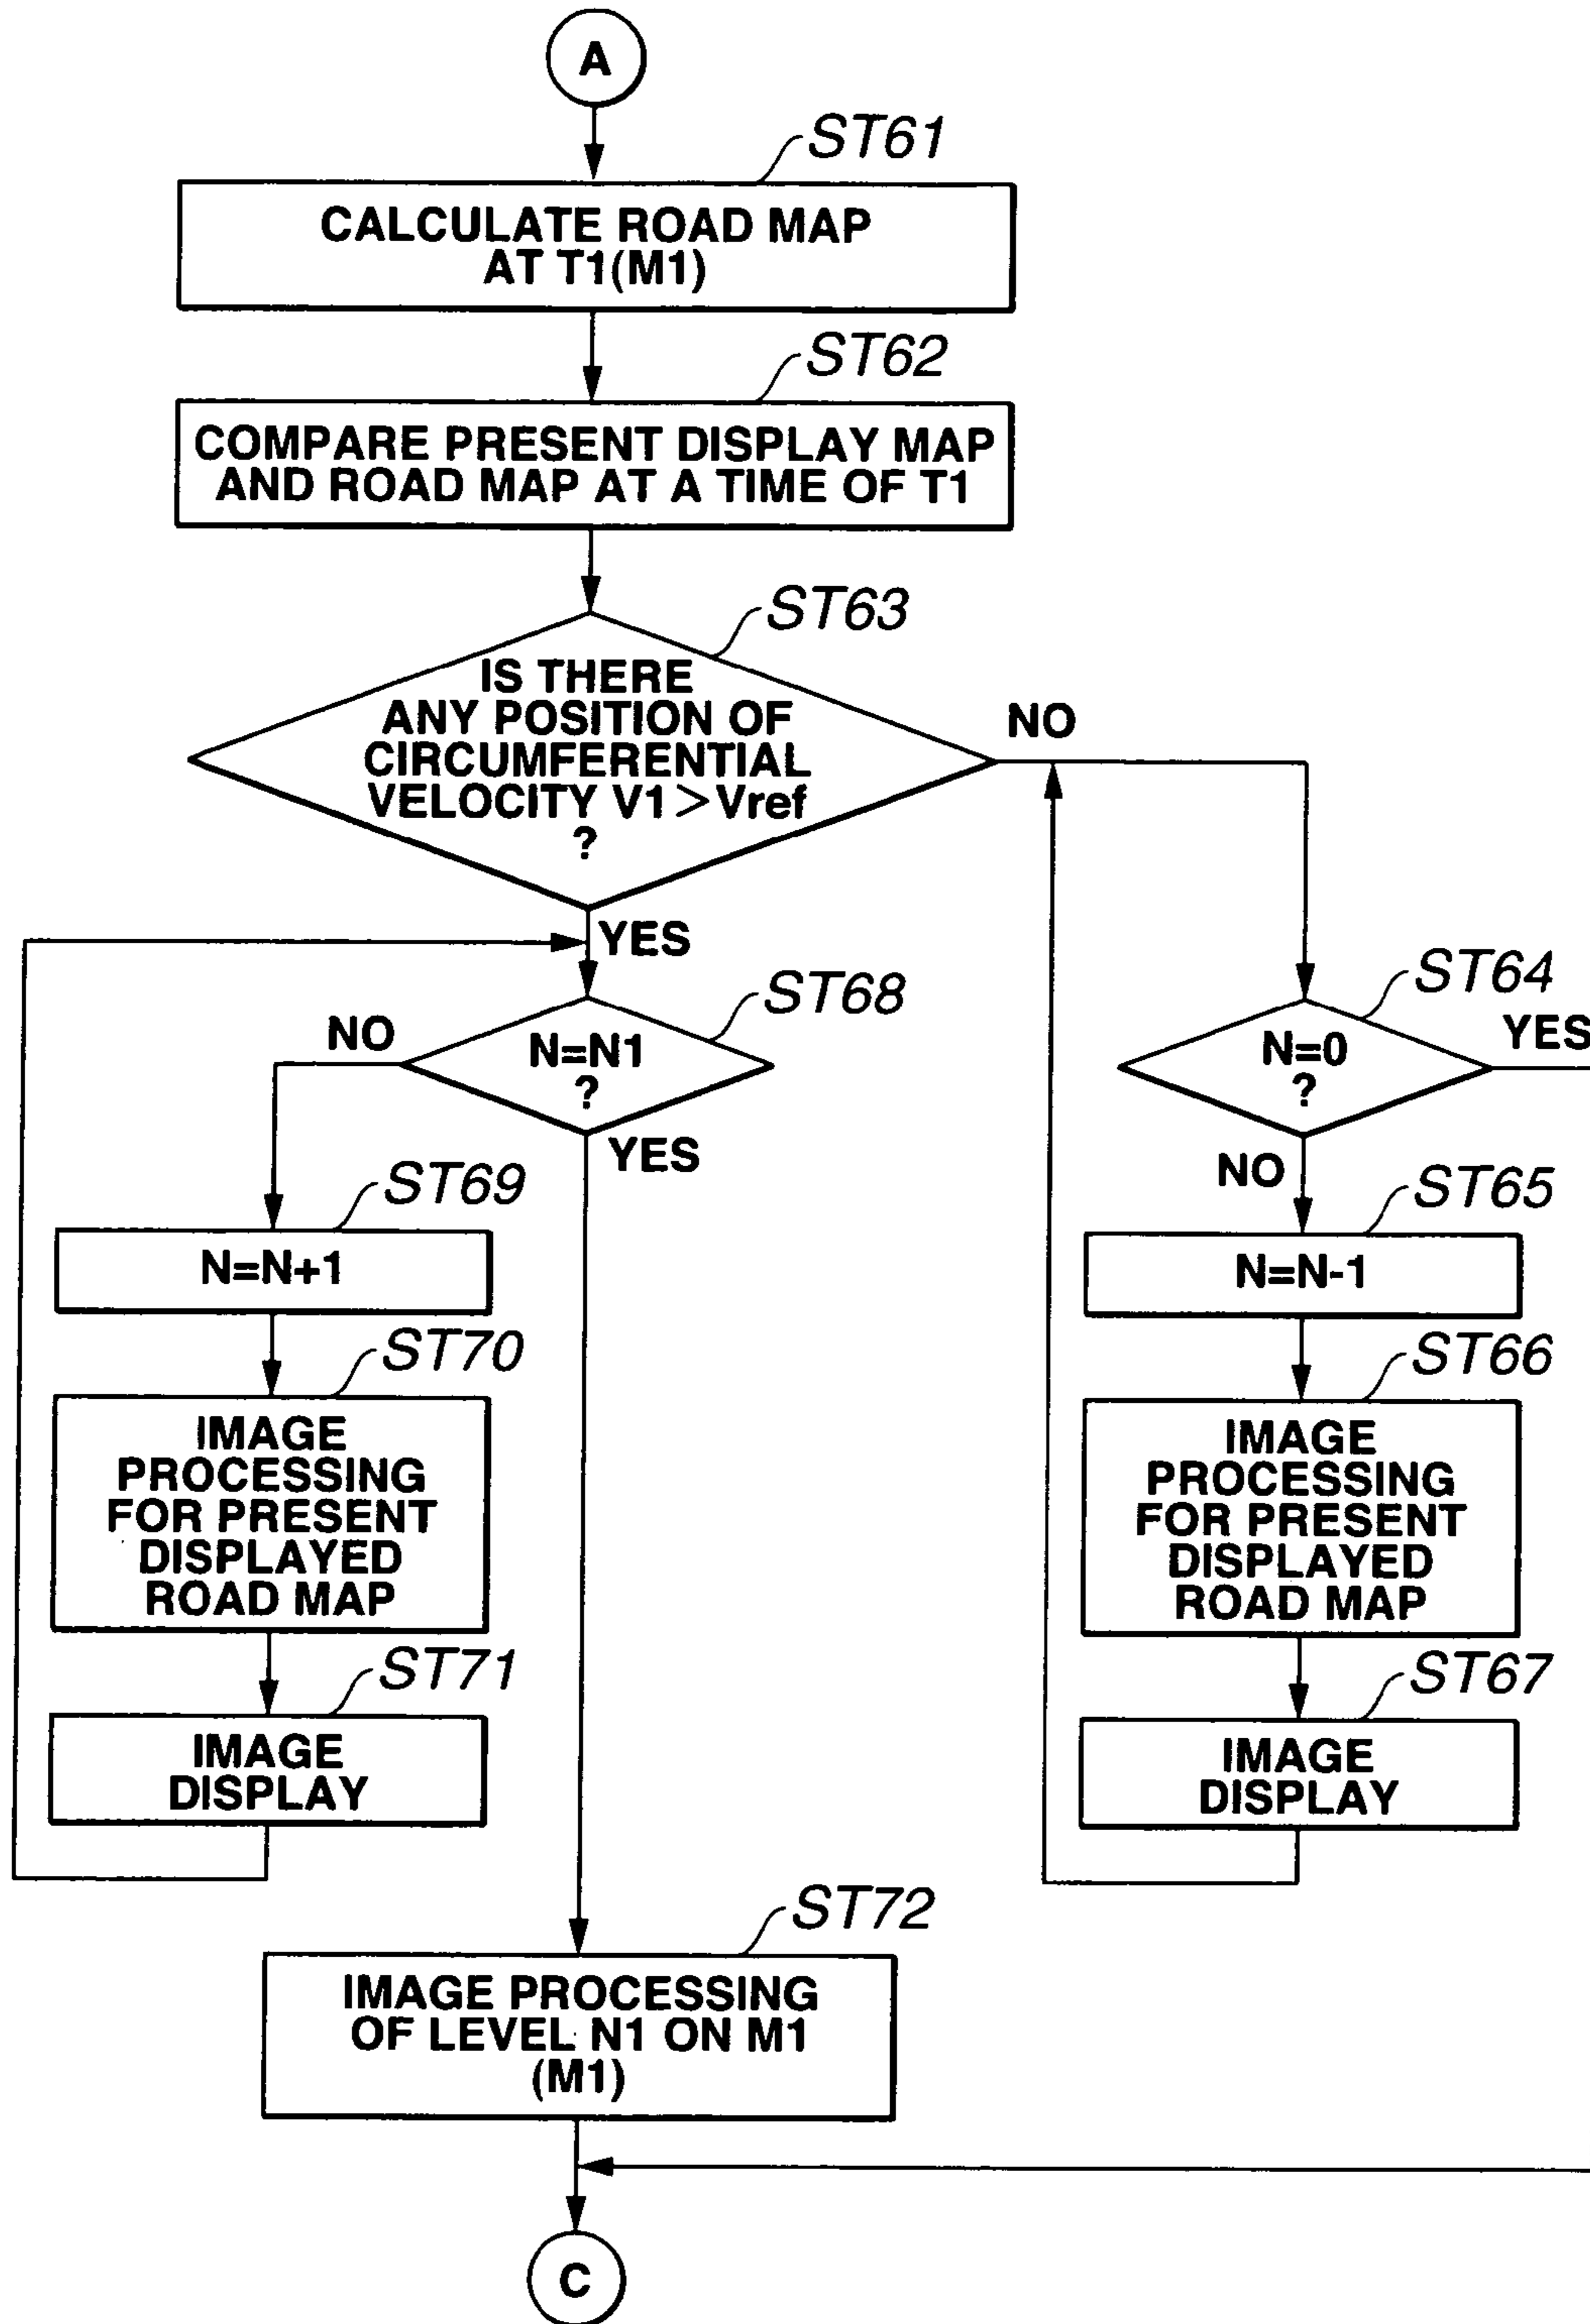 A
ST61
CALCULATE ROAD MAP
AT T1(M1)
ST62
COMPARE PRESENT DISPLAY MAP
AND ROAD MAP AT A TIME OF T1
ST63
IS THERE
ANY POSITION OF
CIRCUMFERENTIAL
VELOCITY V1>Vref
?
NO
YES
ST68
N=N1
?
NO
YES
ST64
N=0
?
YES
NO
ST69
N=N+1
ST65
N=N-1
ST70
IMAGE
PROCESSING
FOR PRESENT
DISPLAYED
ROAD MAP
ST66
IMAGE
PROCESSING
FOR PRESENT
DISPLAYED
ROAD MAP
ST71
IMAGE
DISPLAY
ST67
IMAGE
DISPLAY
ST72
IMAGE PROCESSING
OF LEVEL N1 ON M1
(M1)
C